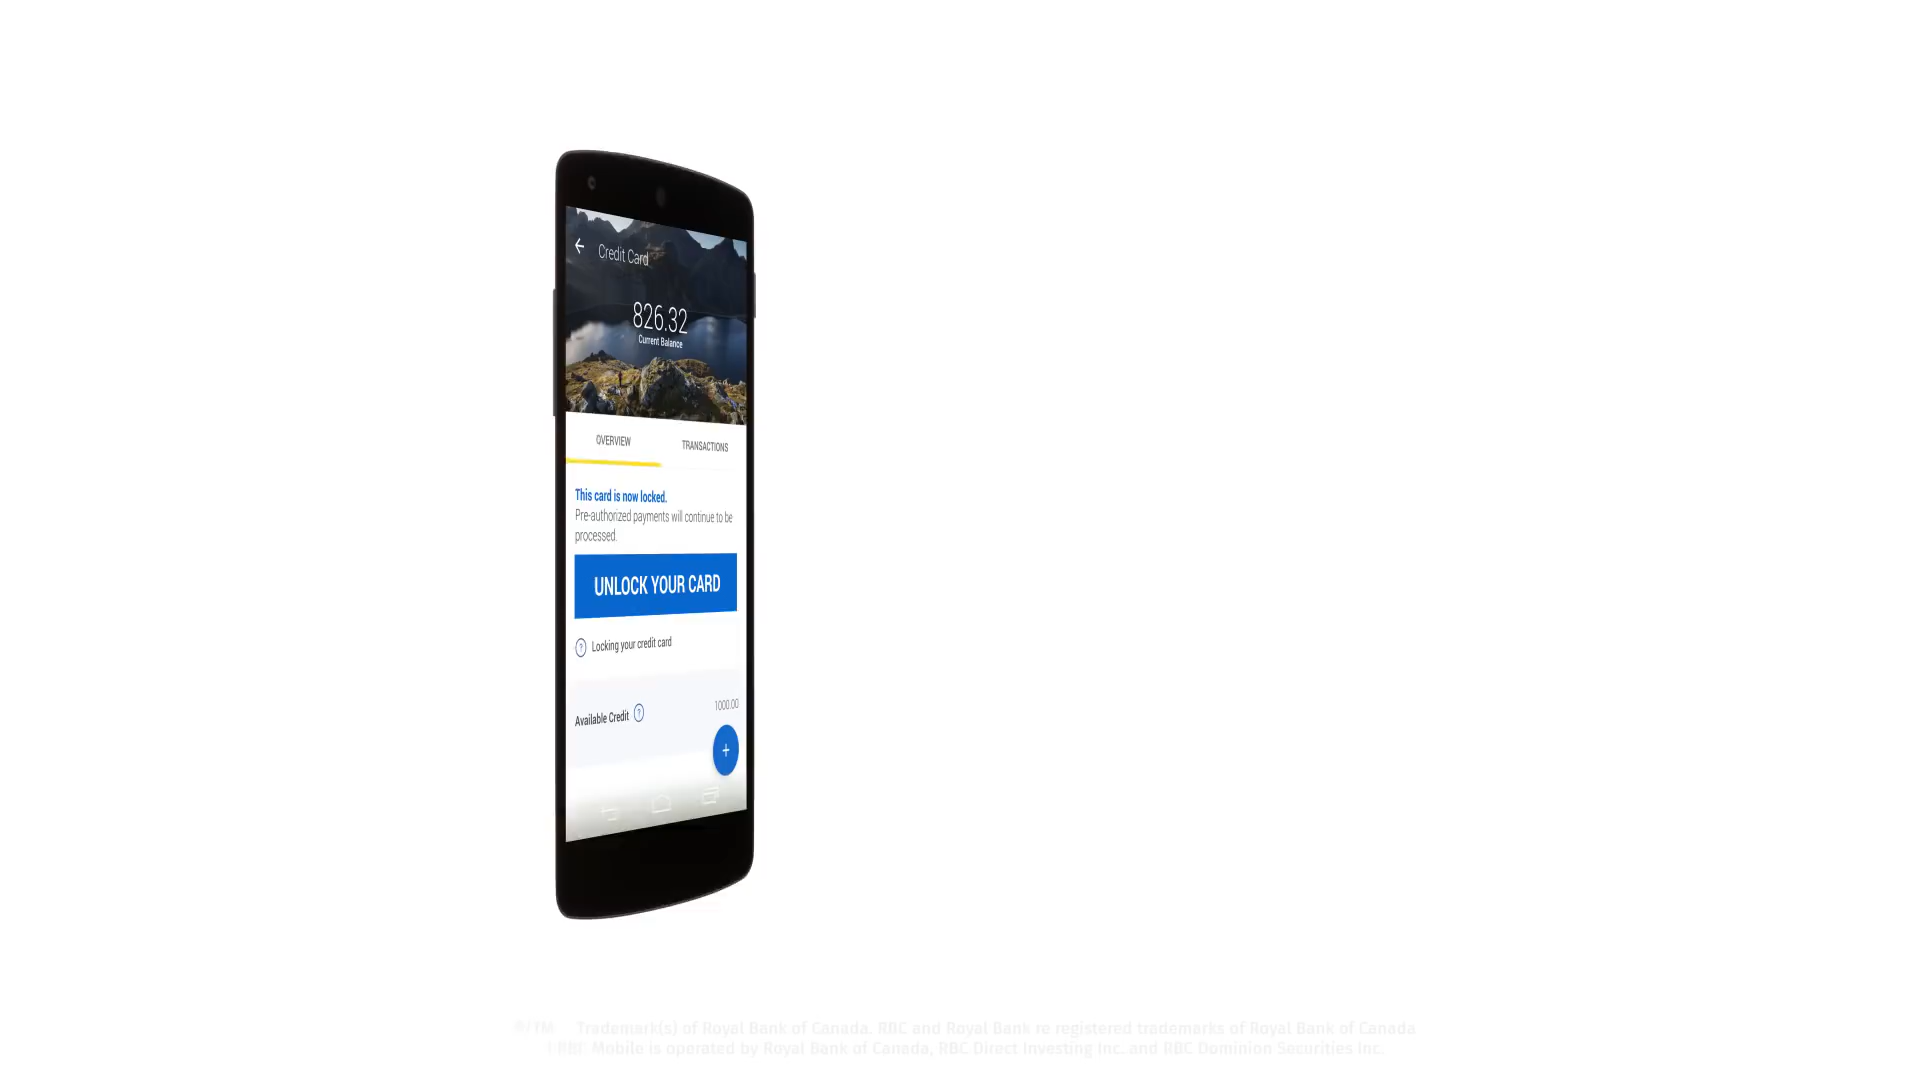 Credit Card
826.32
Current Balance
OVERVIEW TRANSACTIONS
This card is now locked.
Pre-authorized payments will continue to be
processed.
UNLOCK YOUR CARD
? Locking your credit card
Available Credit ? 1000.00
+
®/TM Trademark(s) of Royal Bank of Canada. RBC and Royal Bank re registered trademarks of Royal Bank of Canada
RBC Mobile is operated by Royal Bank of Canada, RBC Direct Investing Inc. and RBC Dominion Securities Inc.